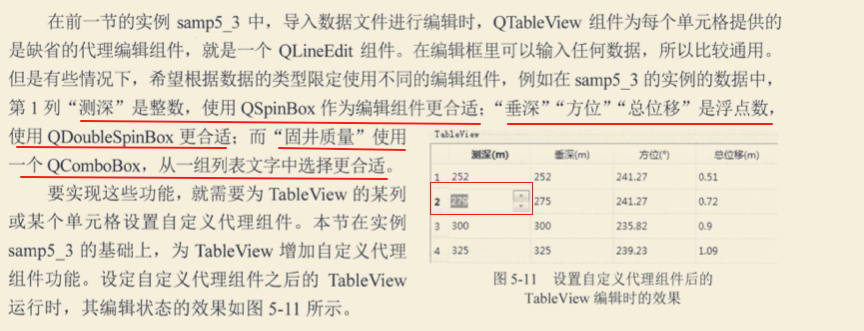 在前一节的实例 samp5_3 中，导入数据文件进行编辑时，QTableView 组件为每个单元格提供的
是缺省的代理编辑组件，就是一个 QLineEdit 组件。在编辑框里可以输入任何数据，所以比较通用。
但是有些情况下，希望根据数据的类型限定使用不同的编辑组件，例如在 samp5_3 的实例的数据中，
第 1 列“测深”是整数，使用 QSpinBox 作为编辑组件更合适；“垂深”“方位”“总位移”是浮点数，
使用 QDoubleSpinBox 更合适；而“固井质量”使用
一个 QComboBox，从一组列表文字中选择更合适。
要实现这些功能，就需要为 TableView 的某列
或某个单元格设置自定义代理组件。本节在实例
samp5_3 的基础上，为 TableView 增加自定义代理
组件功能。设定自定义代理组件之后的 TableView
运行时，其编辑状态的效果如图 5-11 所示。
TableView
测深(m) 垂深(m) 方位(°) 总位移(m)
1 252 252 241.27 0.51
2 275 275 241.27 0.72
3 300 300 235.82 0.9
4 325 325 239.23 1.09
图 5-11 设置自定义代理组件后的
TableView 编辑时的效果